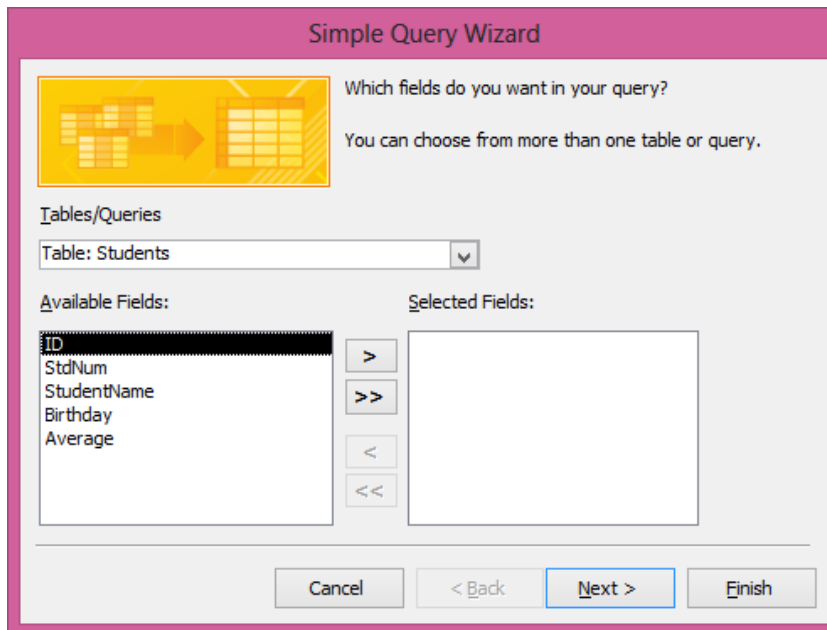 Simple Query Wizard
Which fields do you want in your query?
You can choose from more than one table or query.
Tables/Queries
Table: Students
Available Fields:
Selected Fields:
ID
StdNum
StudentName
Birthday
Average
>
>>
<
<<
Cancel
< Back
Next >
Finish